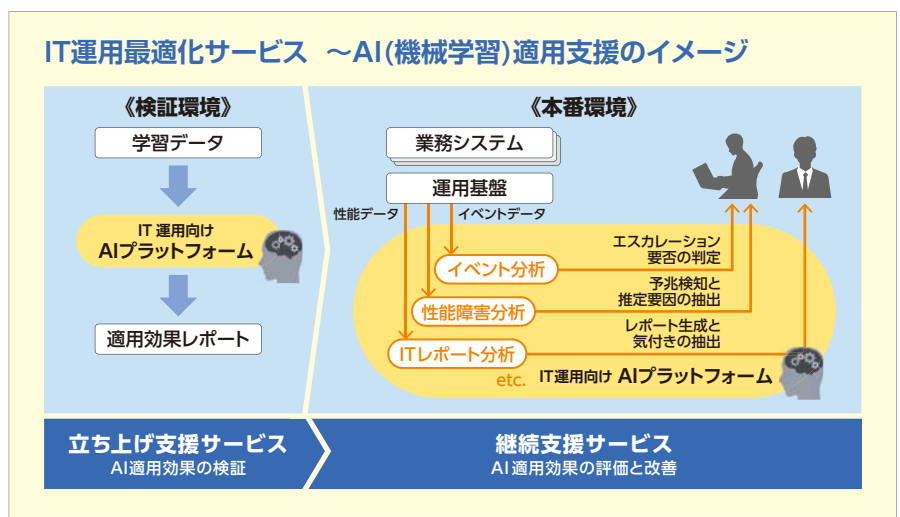 IT運用最適化サービス ～AI(機械学習)適用支援のイメージ
《検証環境》
学習データ
IT 運用向け
AIプラットフォーム
適用効果レポート
《本番環境》
業務システム
運用基盤
性能データ
イベントデータ
イベント分析
エスカレーション
要否の判定
性能障害分析
予兆検知と
推定要因の抽出
ITレポート分析
レポート生成と
気付きの抽出
etc.
IT運用向け AIプラットフォーム
立ち上げ支援サービス
AI適用効果の検証
継続支援サービス
AI適用効果の評価と改善